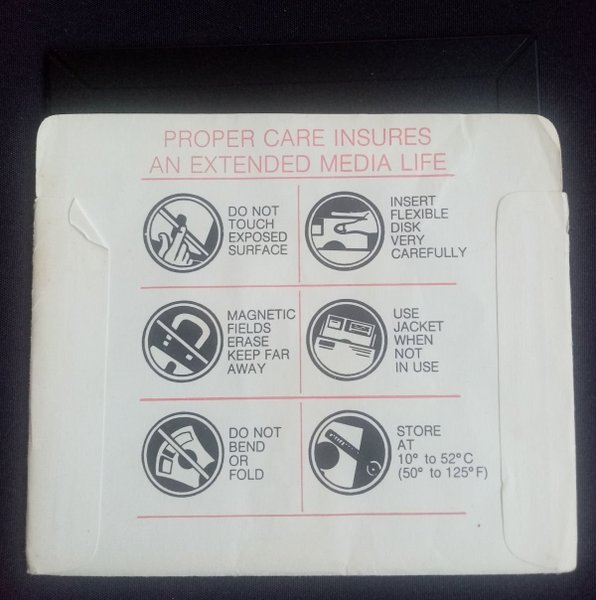 PROPER CARE INSURES
AN EXTENDED MEDIA LIFE
DO NOT
TOUCH
EXPOSED
SURFACE
INSERT
FLEXIBLE
DISK
VERY
CAREFULLY
MAGNETIC
FIELDS
ERASE
KEEP FAR
AWAY
USE
JACKET
WHEN
NOT
IN USE
DO NOT
BEND
OR
FOLD
STORE
AT
10° to 52°C
(50° to 125°F)